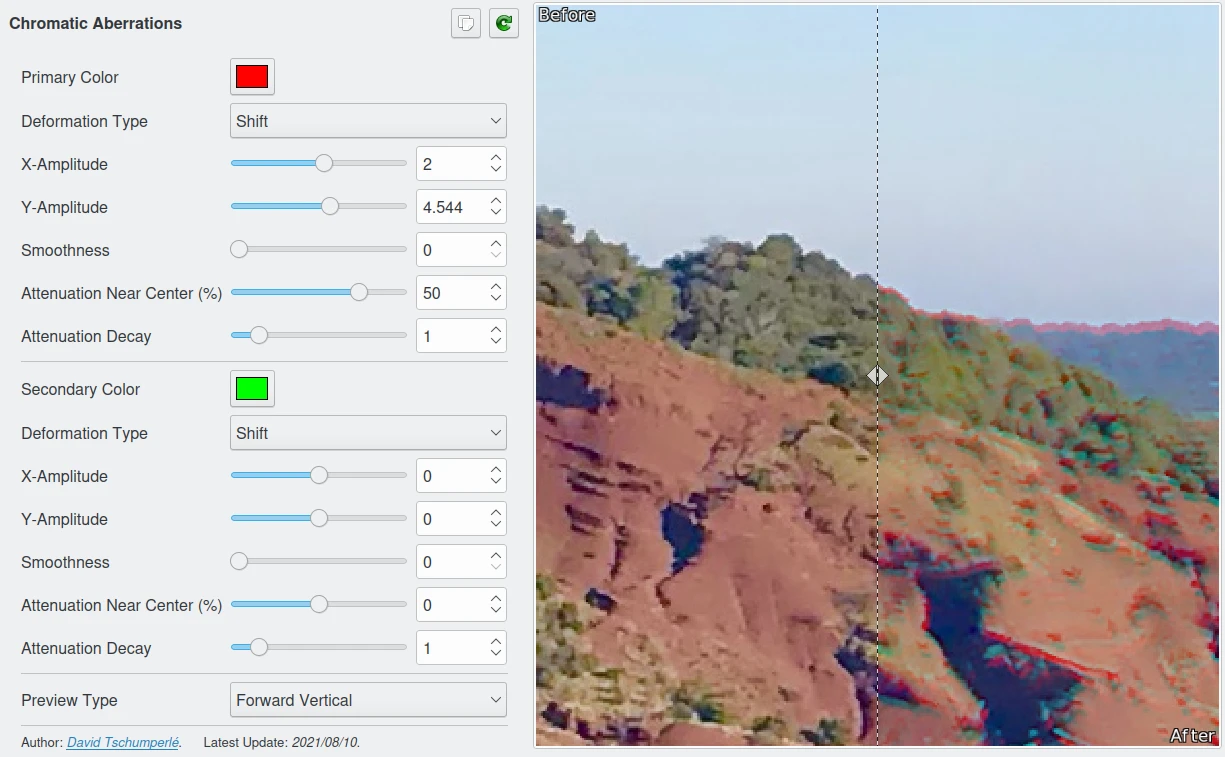 Chromatic Aberrations
Primary Color
Deformation Type Shift
X-Amplitude 2
Y-Amplitude 4.544
Smoothness 0
Attenuation Near Center (%) 50
Attenuation Decay 1
Secondary Color
Deformation Type Shift
X-Amplitude 0
Y-Amplitude 0
Smoothness 0
Attenuation Near Center (%) 0
Attenuation Decay 1
Preview Type Forward Vertical
Author: David Tschumperlé. Latest Update: 2021/08/10.
Before
After